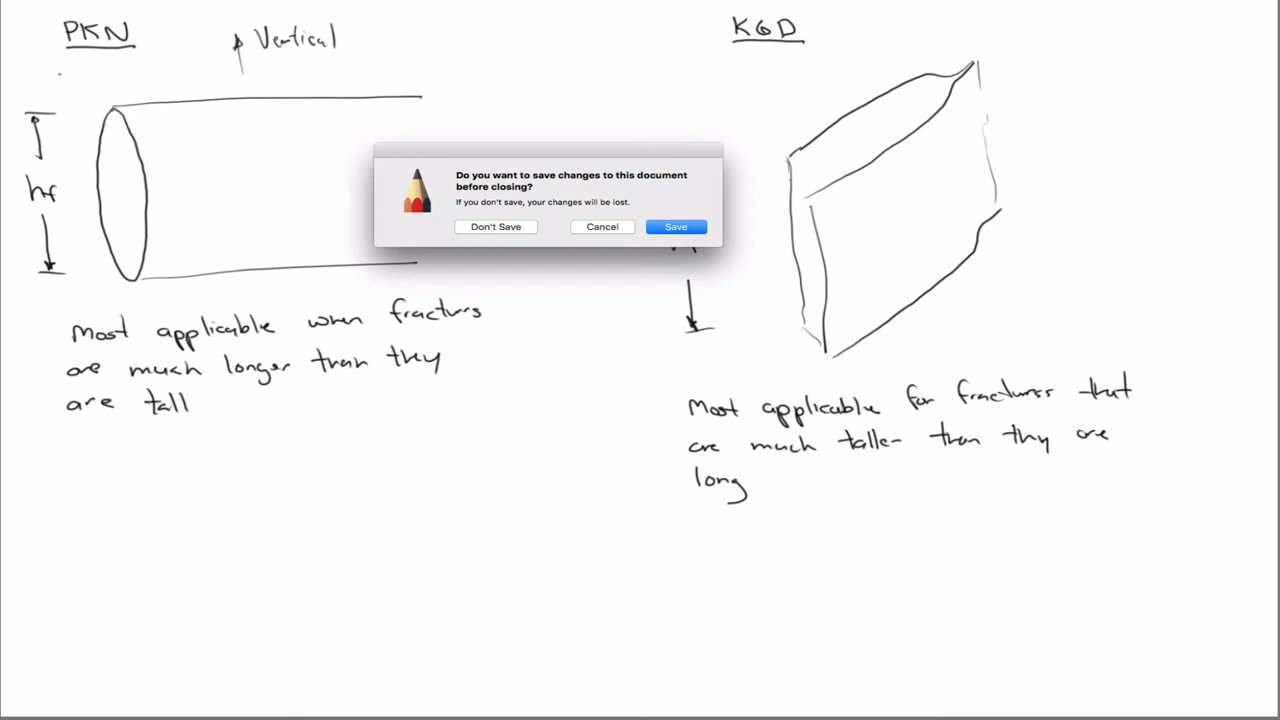 PKN
Vertical
KGD
hf
Do you want to save changes to this document
before closing?
If you don't save, your changes will be lost.
Don't Save
Cancel
Save
Most applicable when fracturs
are much longer than they
are tall
Most applicable for fractures that
are much taller than thy are
long